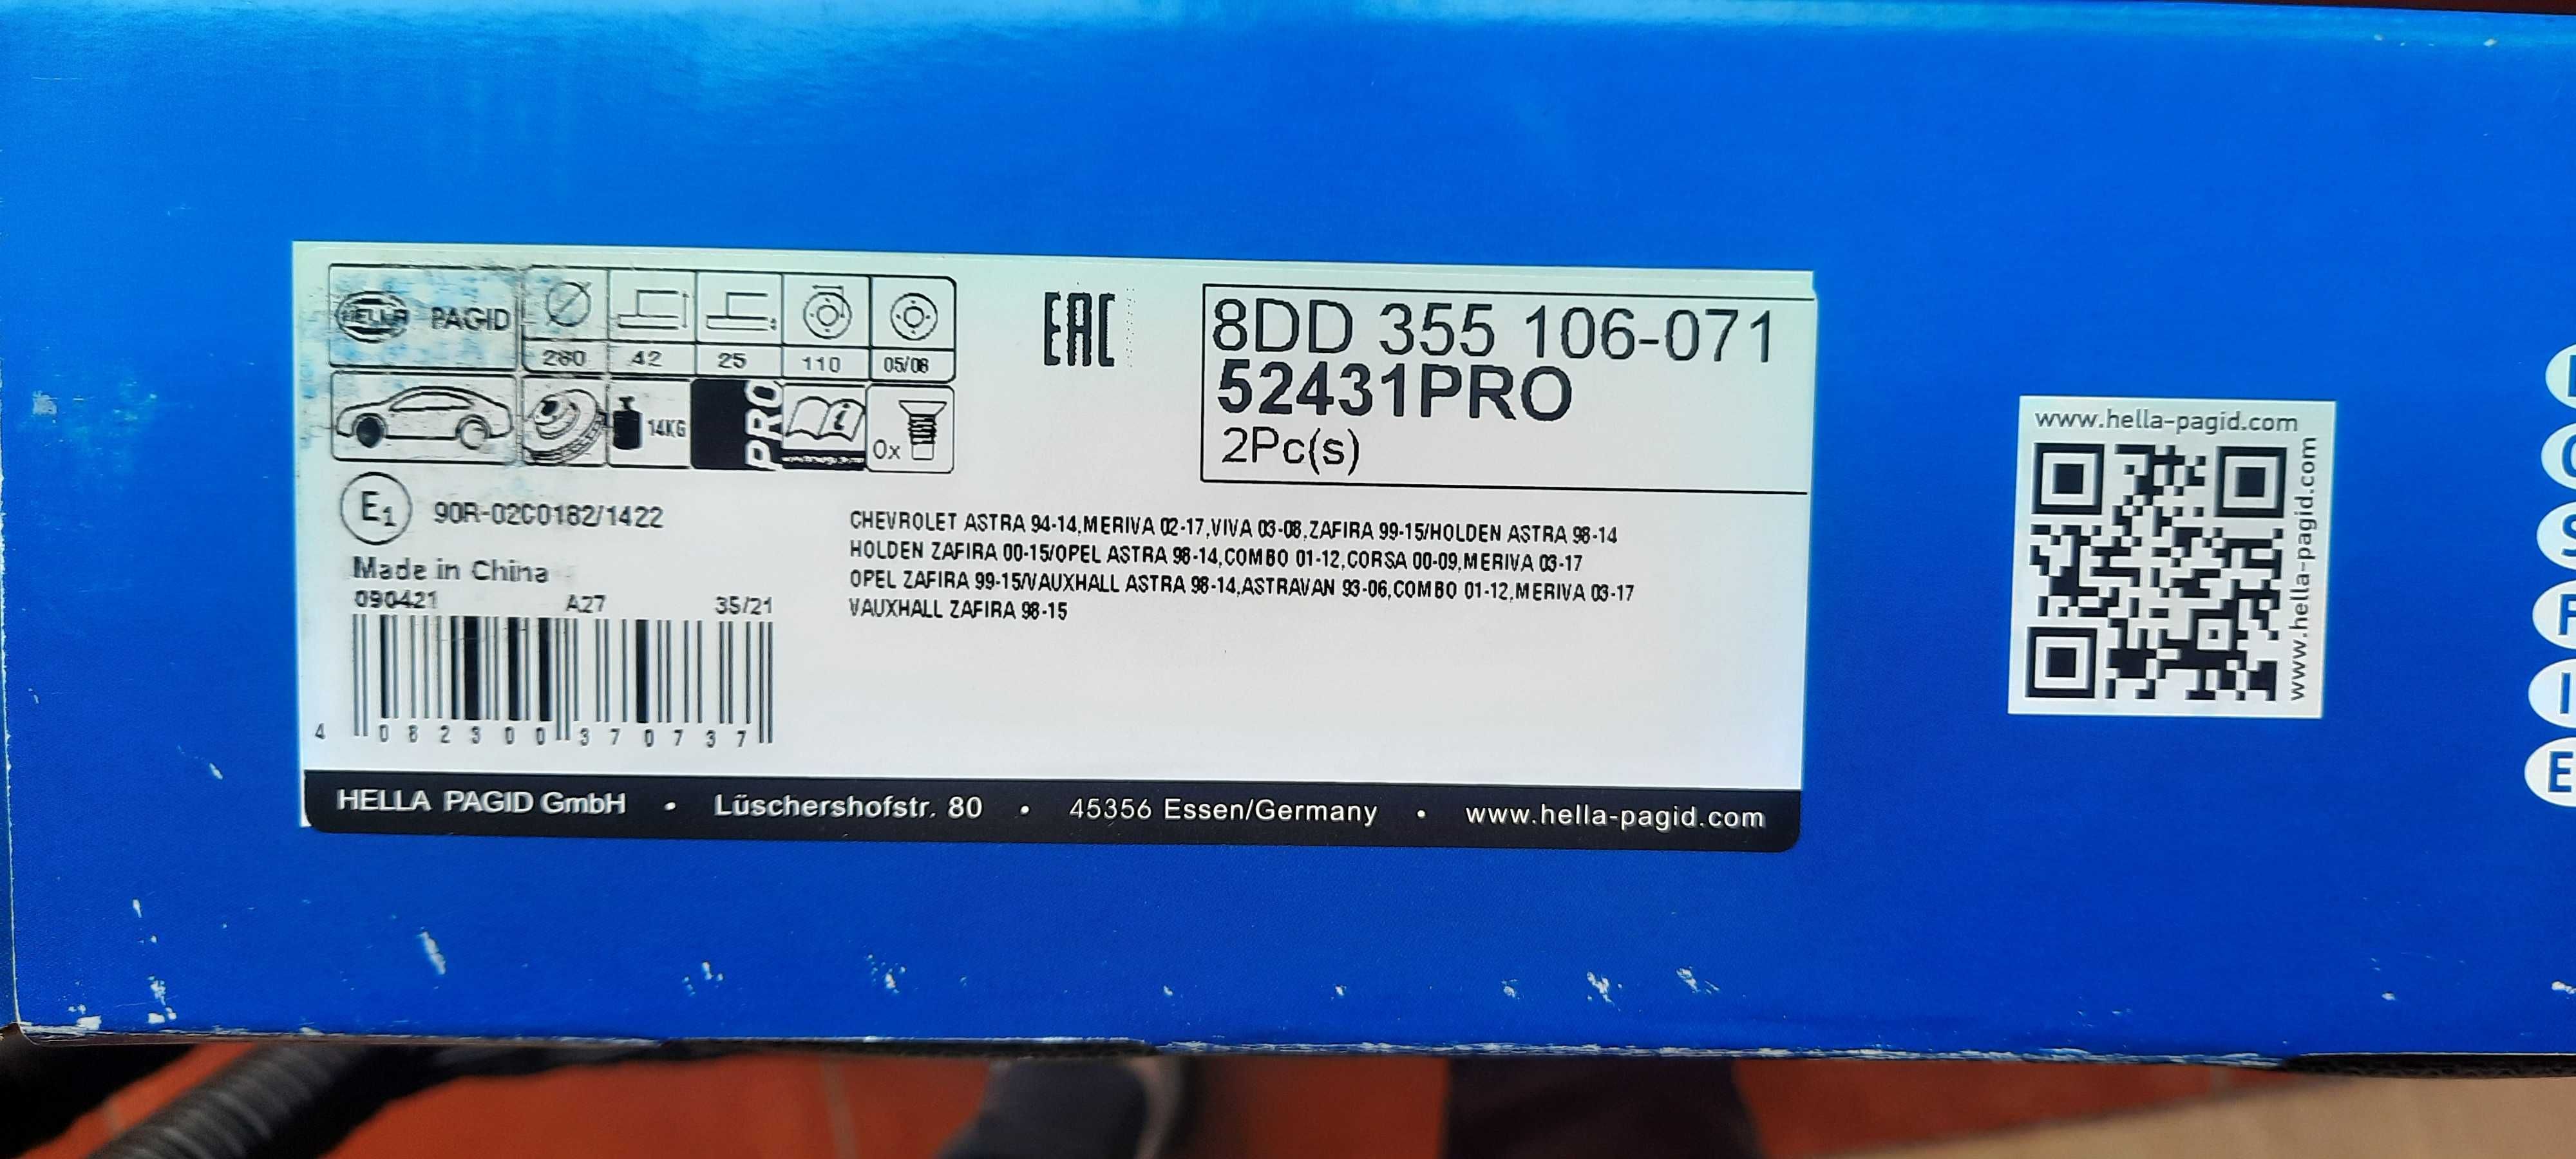 HELLA PAGID
280 42 25 110 05/08
14KG PRO 0x
EAC
8DD 355 106-071
52431PRO
2Pc(s)
E1 90R-02C0182/1422
Made in China
090421 A27 35/21
4 082300 370737
CHEVROLET ASTRA 94-14,MERIVA 02-17,VIVA 03-08,ZAFIRA 99-15/HOLDEN ASTRA 98-14
HOLDEN ZAFIRA 00-15/OPEL ASTRA 98-14,COMBO 01-12,CORSA 00-09,MERIVA 03-17
OPEL ZAFIRA 99-15/VAUXHALL ASTRA 98-14,ASTRAVAN 93-06,COMBO 01-12,MERIVA 03-17
VAUXHALL ZAFIRA 98-15
HELLA PAGID GmbH • Lüschershofstr. 80 • 45356 Essen/Germany • www.hella-pagid.com
www.hella-pagid.com
www.hella-pagid.com
I
E